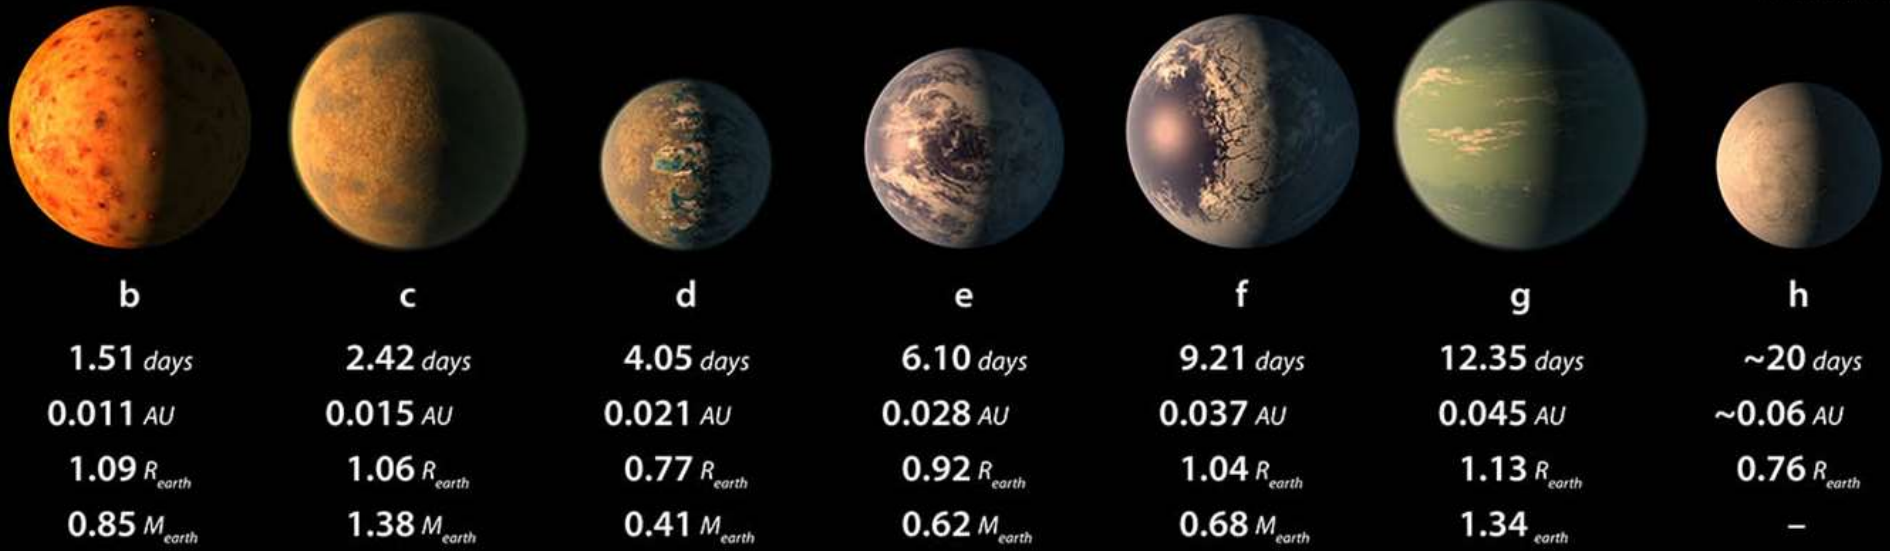 b c d e f g h
1.51 days 2.42 days 4.05 days 6.10 days 9.21 days 12.35 days ~20 days
0.011 AU 0.015 AU 0.021 AU 0.028 AU 0.037 AU 0.045 AU ~0.06 AU
1.09 Rearth 1.06 Rearth 0.77 Rearth 0.92 Rearth 1.04 Rearth 1.13 Rearth 0.76 Rearth
0.85 Mearth 1.38 Mearth 0.41 Mearth 0.62 Mearth 0.68 Mearth 1.34 earth –